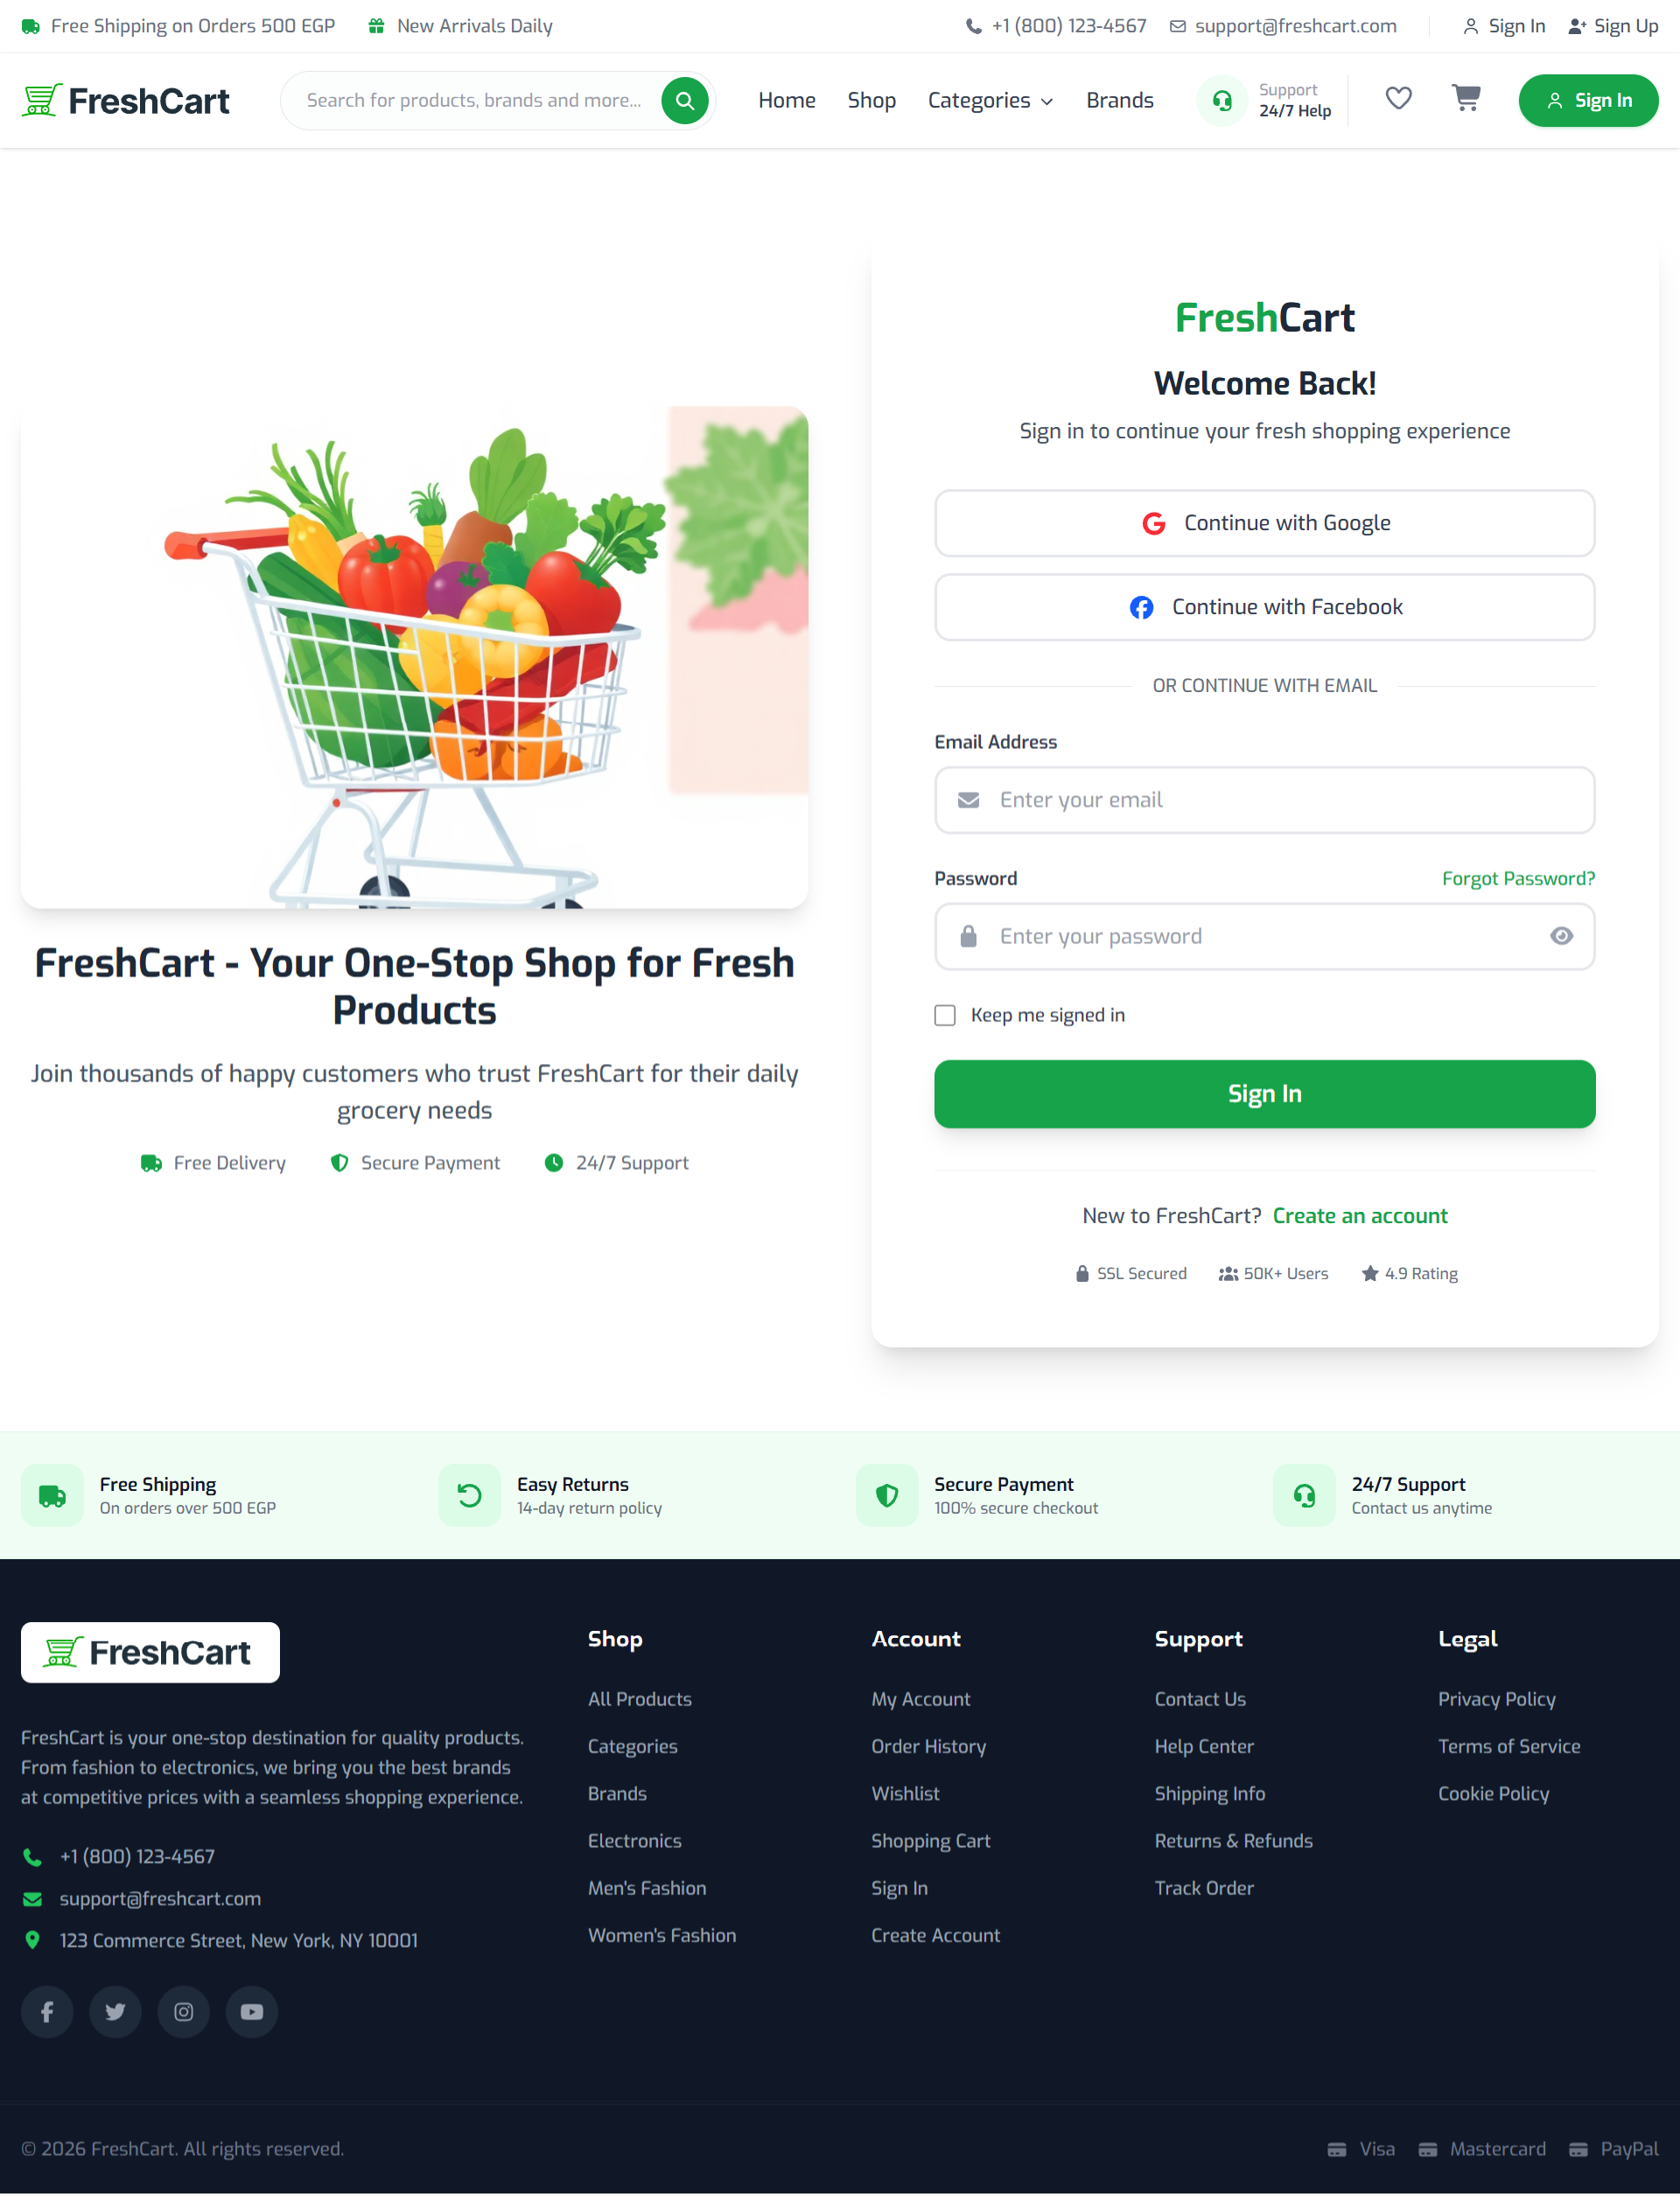 Free Shipping on Orders 500 EGP
New Arrivals Daily
+1 (800) 123-4567
support@freshcart.com
Sign In
Sign Up
FreshCart
Search for products, brands and more...
Home
Shop
Categories
Brands
Support
24/7 Help
Sign In
FreshCart - Your One-Stop Shop for Fresh
Products
Join thousands of happy customers who trust FreshCart for their daily
grocery needs
Free Delivery
Secure Payment
24/7 Support
FreshCart
Welcome Back!
Sign in to continue your fresh shopping experience
Continue with Google
Continue with Facebook
OR CONTINUE WITH EMAIL
Email Address
Enter your email
Password
Forgot Password?
Enter your password
Keep me signed in
Sign In
New to FreshCart? Create an account
SSL Secured
50K+ Users
4.9 Rating
Free Shipping
On orders over 500 EGP
Easy Returns
14-day return policy
Secure Payment
100% secure checkout
24/7 Support
Contact us anytime
FreshCart
FreshCart is your one-stop destination for quality products.
From fashion to electronics, we bring you the best brands
at competitive prices with a seamless shopping experience.
+1 (800) 123-4567
support@freshcart.com
123 Commerce Street, New York, NY 10001
Shop
All Products
Categories
Brands
Electronics
Men's Fashion
Women's Fashion
Account
My Account
Order History
Wishlist
Shopping Cart
Sign In
Create Account
Support
Contact Us
Help Center
Shipping Info
Returns & Refunds
Track Order
Legal
Privacy Policy
Terms of Service
Cookie Policy
© 2026 FreshCart. All rights reserved.
Visa
Mastercard
PayPal